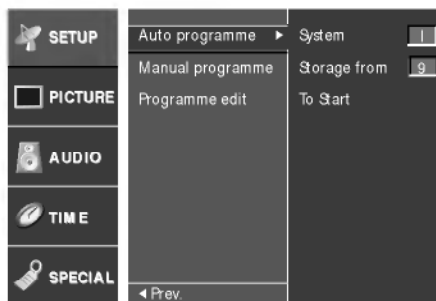 SETUP
PICTURE
AUDIO
TIME
SPECIAL
Auto programme ►
Manual programme
Programme edit
◄ Prev.
System I
Storage from 9
To Start